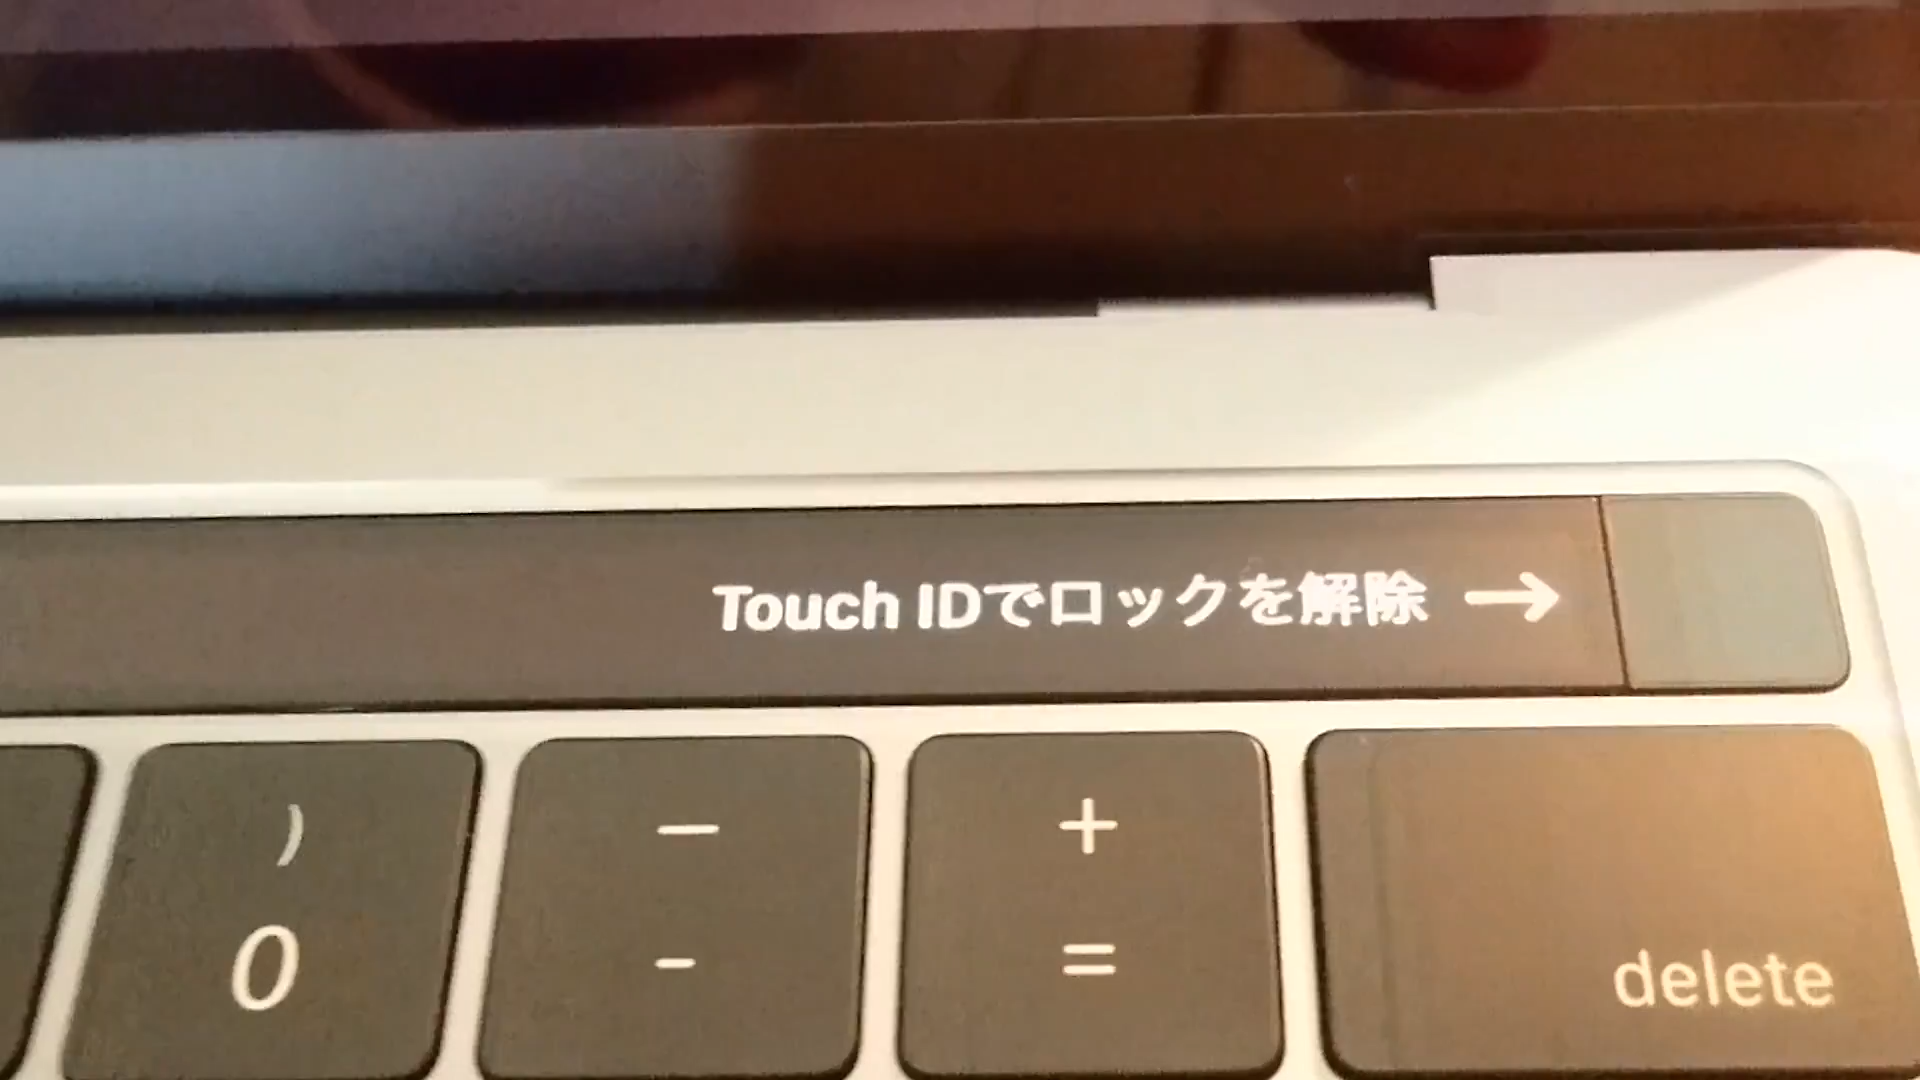 Touch IDでロックを解除 →
) — +
0 - = delete